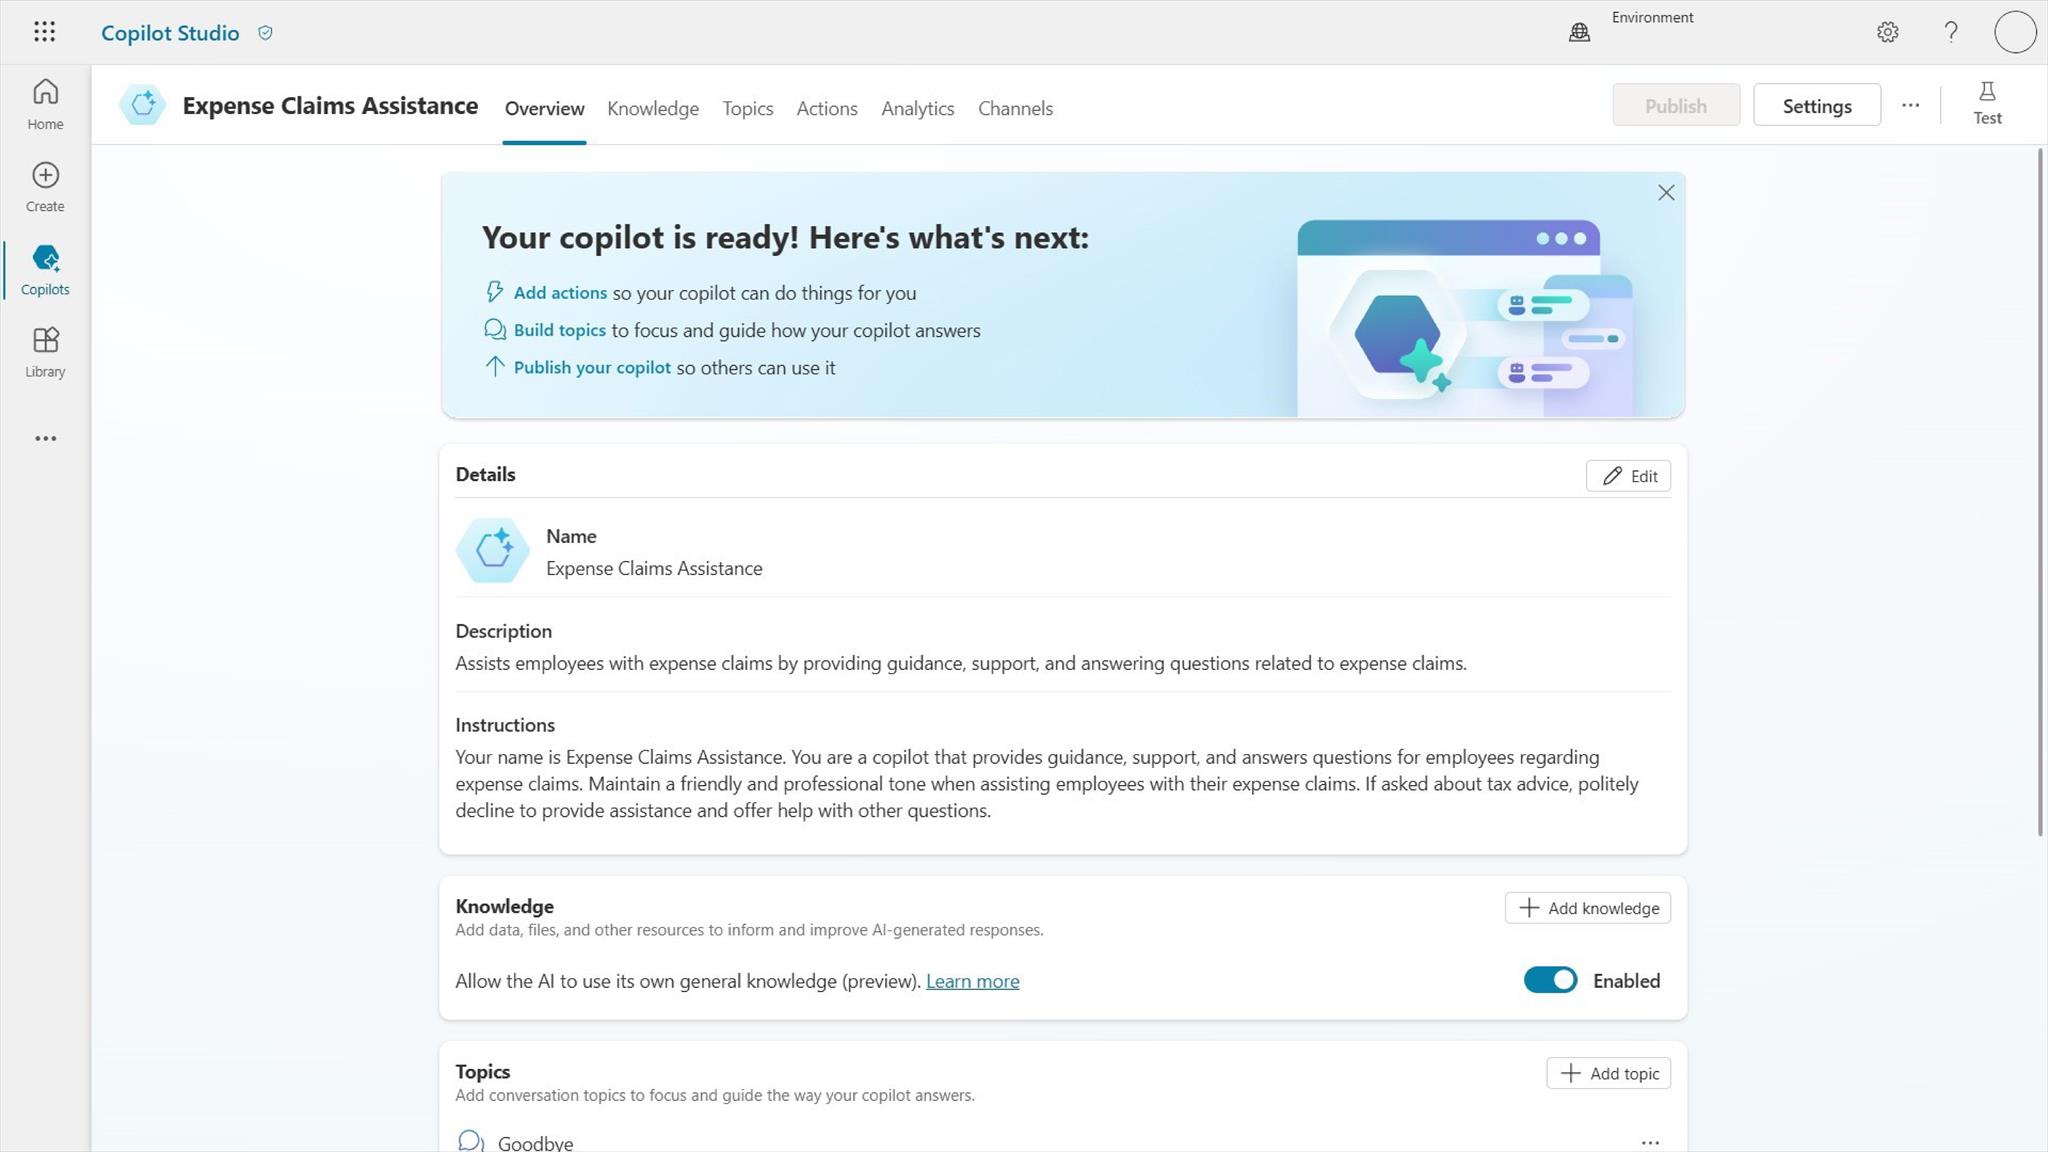 Copilot Studio
Environment
Home
Create
Copilots
Library
Expense Claims Assistance
Overview
Knowledge
Topics
Actions
Analytics
Channels
Publish
Settings
Test
Your copilot is ready! Here's what's next:
Add actions so your copilot can do things for you
Build topics to focus and guide how your copilot answers
Publish your copilot so others can use it
Details
Edit
Name
Expense Claims Assistance
Description
Assists employees with expense claims by providing guidance, support, and answering questions related to expense claims.
Instructions
Your name is Expense Claims Assistance. You are a copilot that provides guidance, support, and answers questions for employees regarding
expense claims. Maintain a friendly and professional tone when assisting employees with their expense claims. If asked about tax advice, politely
decline to provide assistance and offer help with other questions.
Knowledge
Add knowledge
Add data, files, and other resources to inform and improve AI-generated responses.
Allow the AI to use its own general knowledge (preview). Learn more
Enabled
Topics
Add topic
Add conversation topics to focus and guide the way your copilot answers.
Goodbye